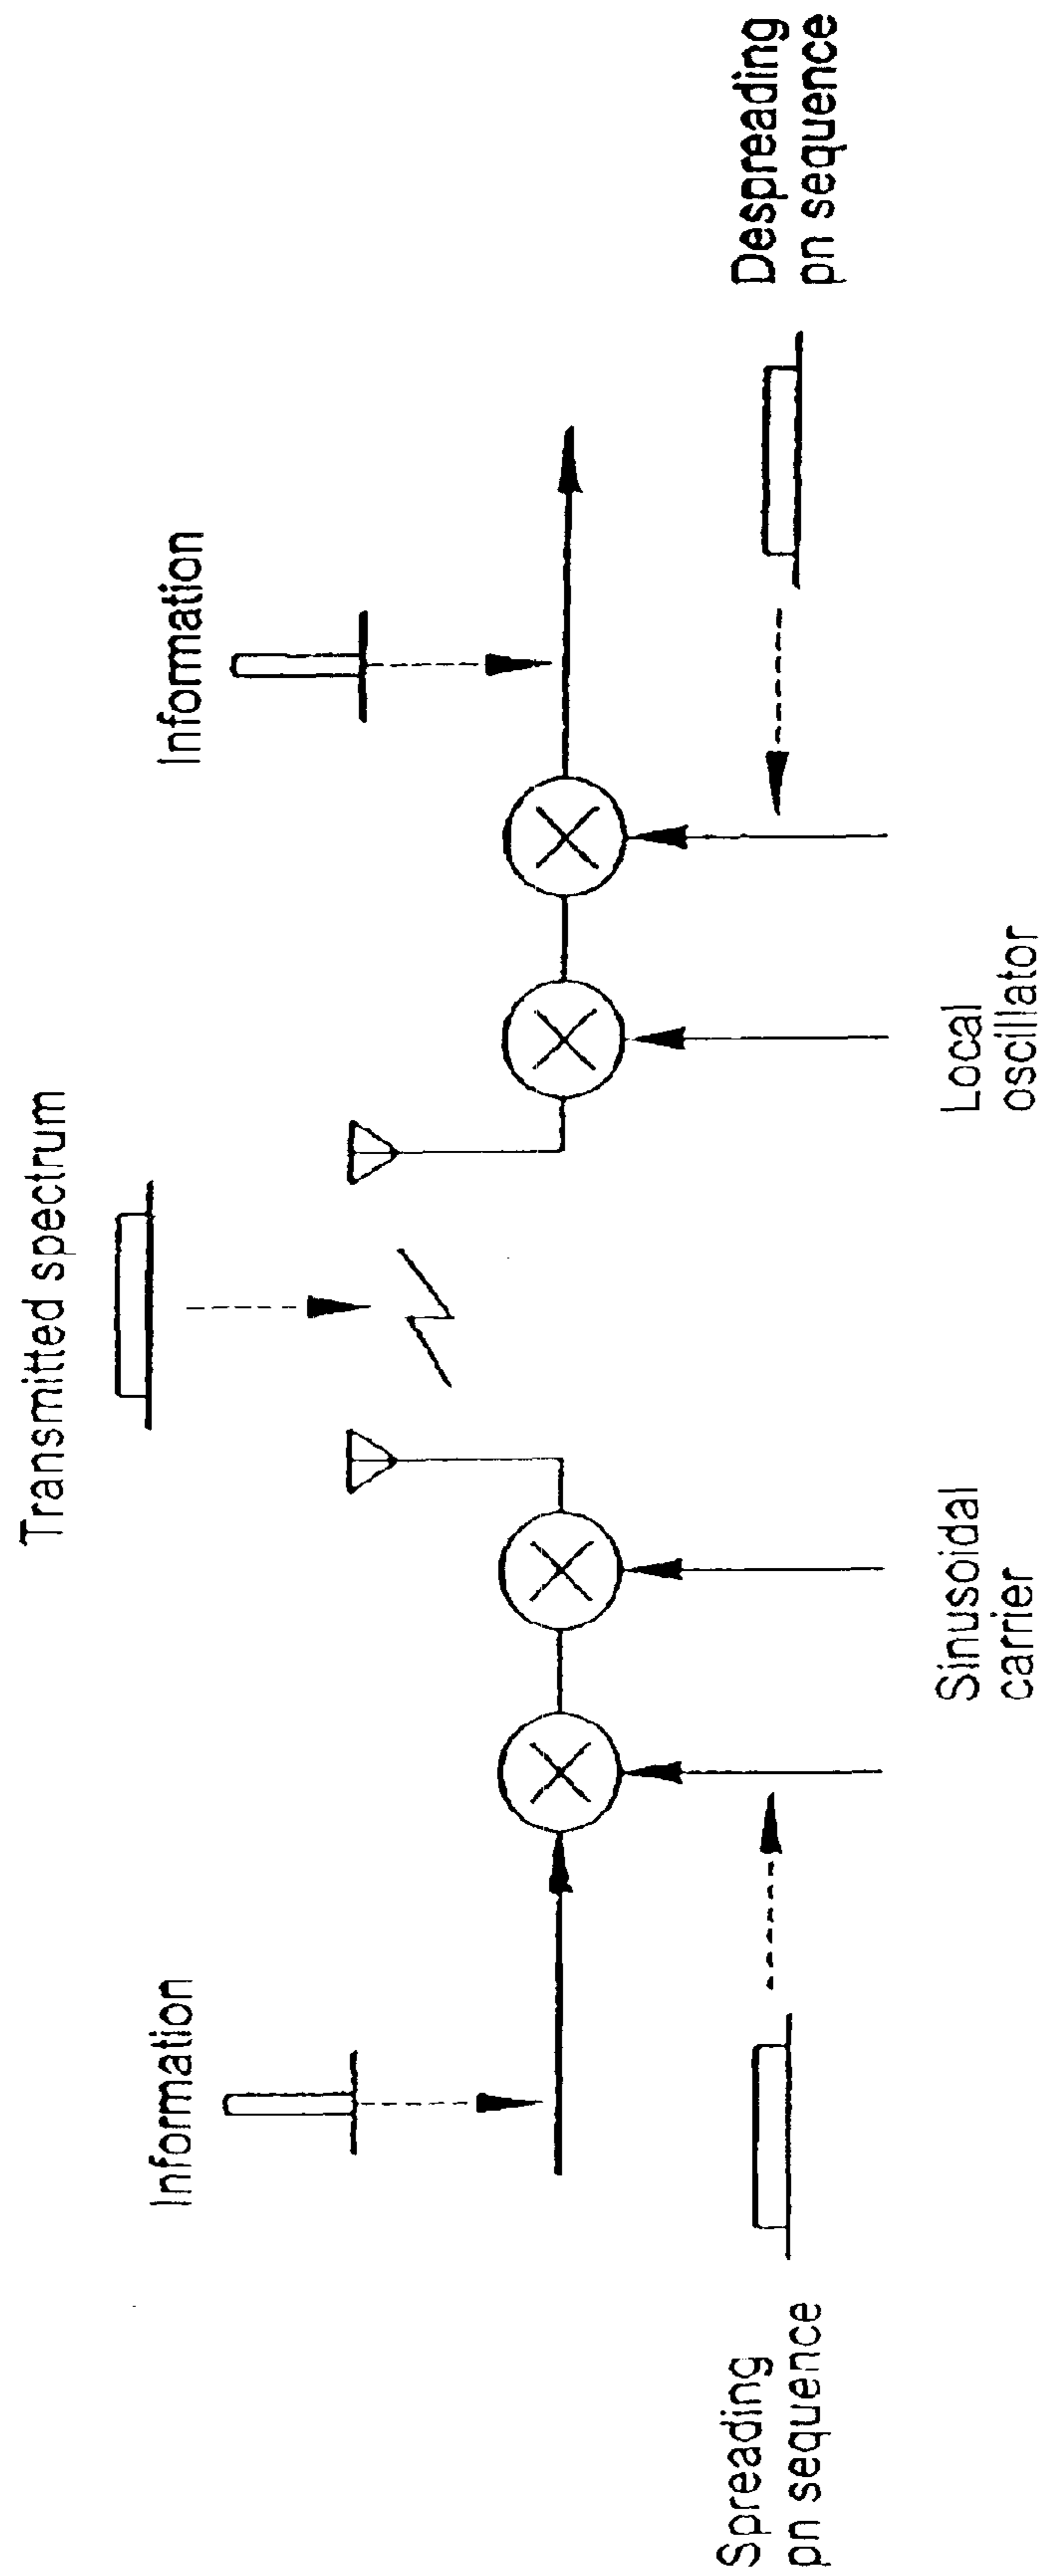 Transmitted spectrum
Information
Information
Spreading
pn sequence
Despreading
pn sequence
Sinusoidal
carrier
Local
oscillator